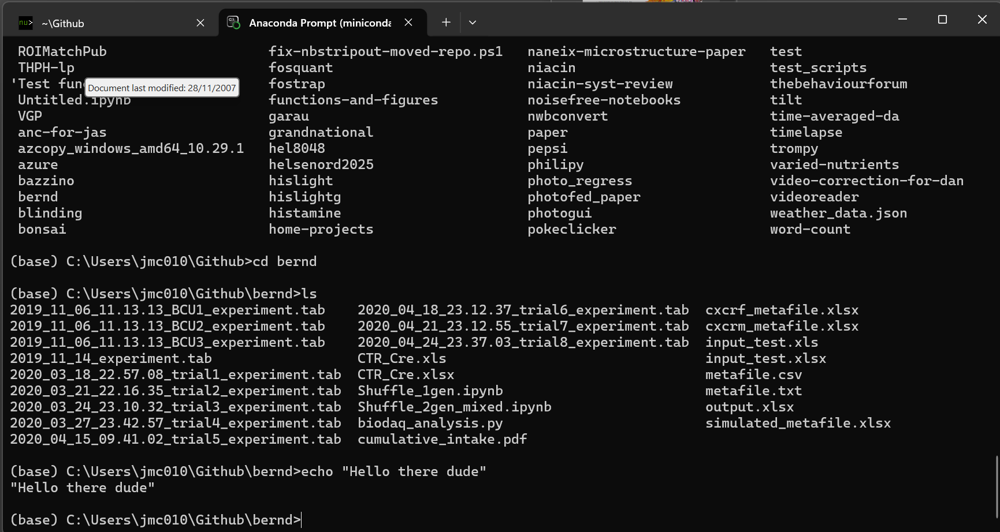 nu> ~\Github Anaconda Prompt (miniconda
ROIMatchPub fix-nbstripout-moved-repo.ps1 naneix-microstructure-paper test
THPH-lp fosquant niacin test_scripts
'Test fun fostrap niacin-syst-review thebehaviourforum
Document last modified: 28/11/2007
Untitled.ipynb functions-and-figures noisefree-notebooks tilt
VGP garau nwbconvert time-averaged-da
anc-for-jas grandnational paper timelapse
azcopy_windows_amd64_10.29.1 hel8048 pepsi trompy
azure helsenord2025 philipy varied-nutrients
bazzino hislight photo_regress video-correction-for-dan
bernd hislightg photofed_paper videoreader
blinding histamine photogui weather_data.json
bonsai home-projects pokeclicker word-count
(base) C:\Users\jmc010\Github>cd bernd
(base) C:\Users\jmc010\Github\bernd>ls
2019_11_06_11.13.13_BCU1_experiment.tab 2020_04_18_23.12.37_trial6_experiment.tab cxcrf_metafile.xlsx
2019_11_06_11.13.13_BCU2_experiment.tab 2020_04_21_23.12.55_trial7_experiment.tab cxcrm_metafile.xlsx
2019_11_06_11.13.13_BCU3_experiment.tab 2020_04_24_23.37.03_trial8_experiment.tab input_test.xls
2019_11_14_experiment.tab CTR_Cre.xls input_test.xlsx
2020_03_18_22.57.08_trial1_experiment.tab CTR_Cre.xlsx metafile.csv
2020_03_21_22.16.35_trial2_experiment.tab Shuffle_1gen.ipynb metafile.txt
2020_03_24_23.10.32_trial3_experiment.tab Shuffle_2gen_mixed.ipynb output.xlsx
2020_03_27_23.42.57_trial4_experiment.tab biodaq_analysis.py simulated_metafile.xlsx
2020_04_15_09.41.02_trial5_experiment.tab cumulative_intake.pdf
(base) C:\Users\jmc010\Github\bernd>echo "Hello there dude"
"Hello there dude"
(base) C:\Users\jmc010\Github\bernd>